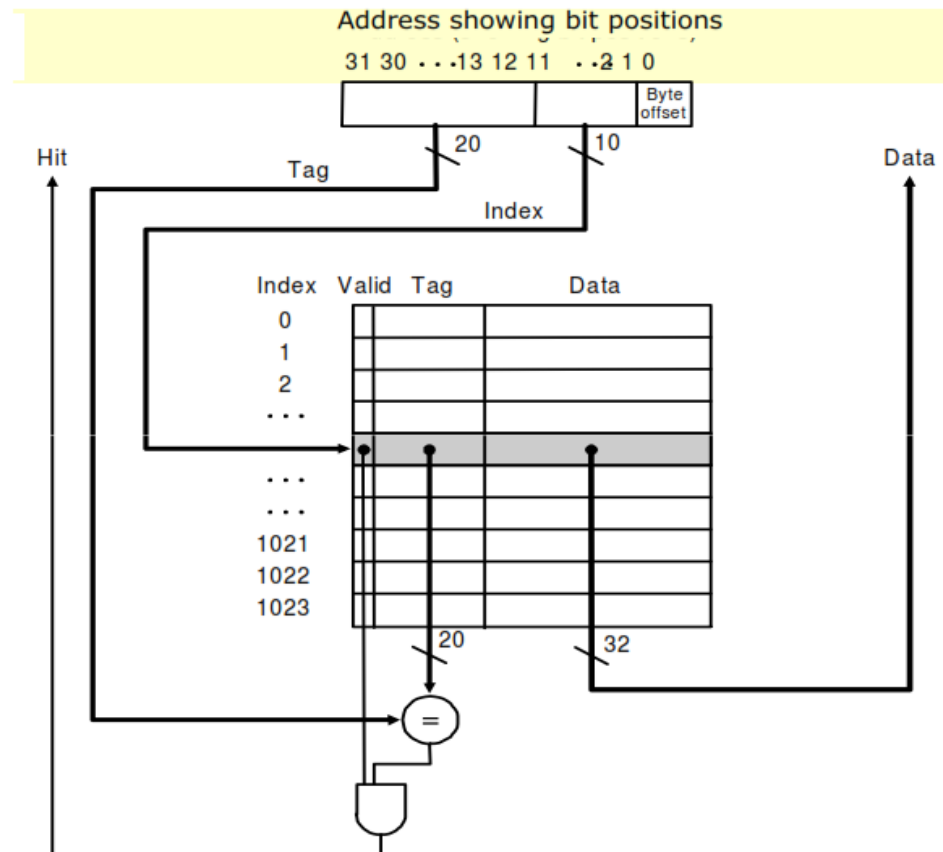 Address showing bit positions
31 30 ···13 12 11 ···2 1 0
Byte
offset
20
10
Hit
Data
Tag
Index
Index Valid Tag Data
0
1
2
...
...
...
1021
1022
1023
20
32
=